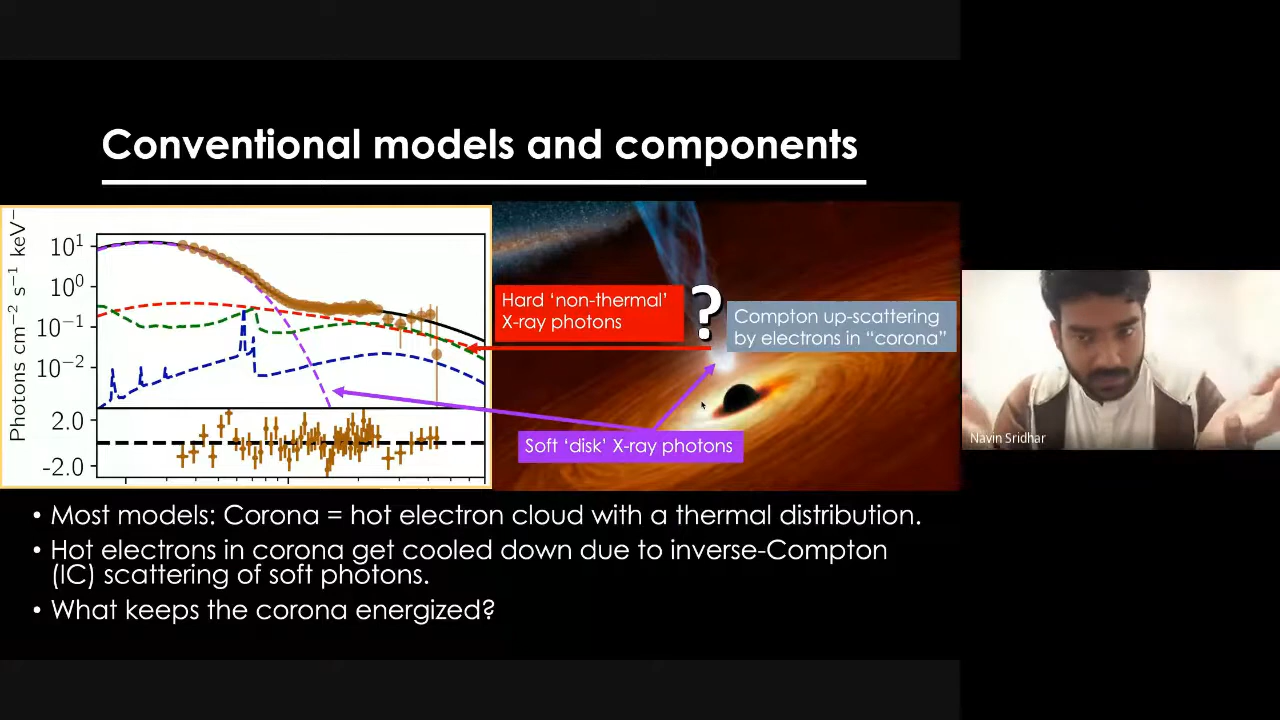 Conventional models and components
Photons cm⁻² s⁻¹ keV⁻
10¹
10⁰
10⁻¹
10⁻²
2.0
-2.0
Hard ‘non-thermal’
X-ray photons
?
Compton up-scattering
by electrons in “corona”
Soft ‘disk’ X-ray photons
Navin Sridhar
• Most models: Corona = hot electron cloud with a thermal distribution.
• Hot electrons in corona get cooled down due to inverse-Compton
(IC) scattering of soft photons.
• What keeps the corona energized?